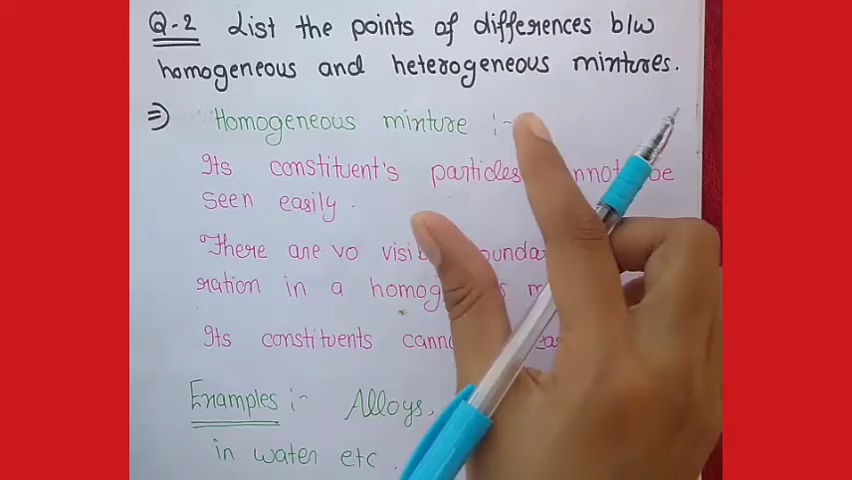 Q-2 List the points of differences b/w
homogeneous and heterogeneous mixtures.
⇒ Homogeneous mixture :-
Its constituent's particles be
seen easily.
There are no
ration in a
Its constituents
Examples :- Alloys,
in water etc.